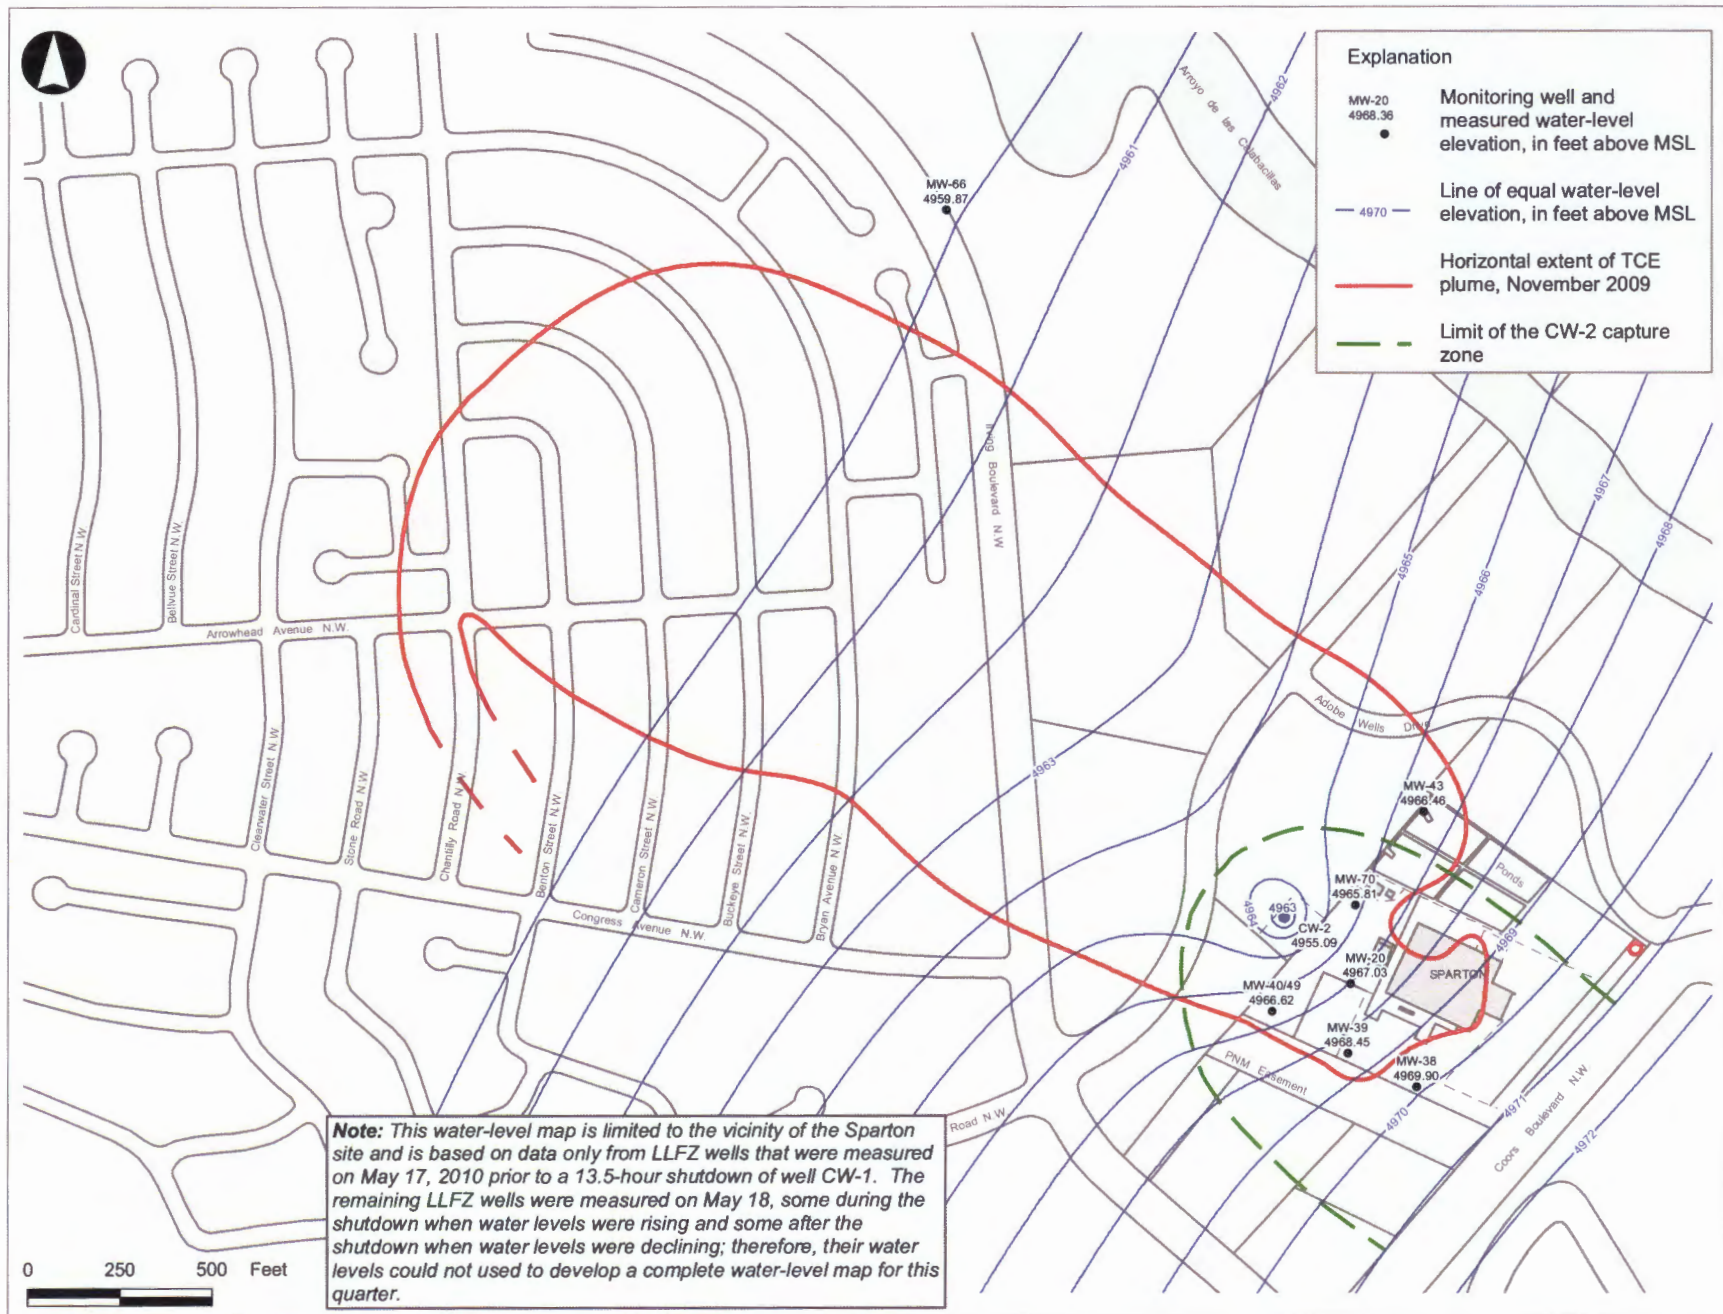 Explanation
MW-20
4968.36
Monitoring well and
measured water-level
elevation, in feet above MSL
4970
Line of equal water-level
elevation, in feet above MSL
Horizontal extent of TCE
plume, November 2009
Limit of the CW-2 capture
zone
Arroyo de las Calabacillas
4962
4961
MW-66
4959.87
Irving Boulevard N.W
4967
4968
4965
4966
Cardinal Street N.W.
Bellvue Street N.W.
Arrowhead Avenue N.W.
Adobe Wells Drive
4963
Clearwater Street N.W.
Stone Road N.W.
Chantilly Road N.W.
Benton Street N.W.
Cameron Street N.W.
Buckeye Street N.W.
Bryan Avenue N.W.
Congress Avenue N.W.
MW-43
4966.46
Ponds
MW-70
4965.81
4964
4963
CW-2
4955.09
4969
MW-20
4967.03
SPARTON
MW-40/49
4966.62
MW-39
4968.45
MW-38
4969.90
PNM Easement
4970
4971
4972
Coors Boulevard N.W
Road N.W
Note: This water-level map is limited to the vicinity of the Sparton
site and is based on data only from LLFZ wells that were measured
on May 17, 2010 prior to a 13.5-hour shutdown of well CW-1. The
remaining LLFZ wells were measured on May 18, some during the
shutdown when water levels were rising and some after the
shutdown when water levels were declining; therefore, their water
levels could not used to develop a complete water-level map for this
quarter.
0 250 500 Feet